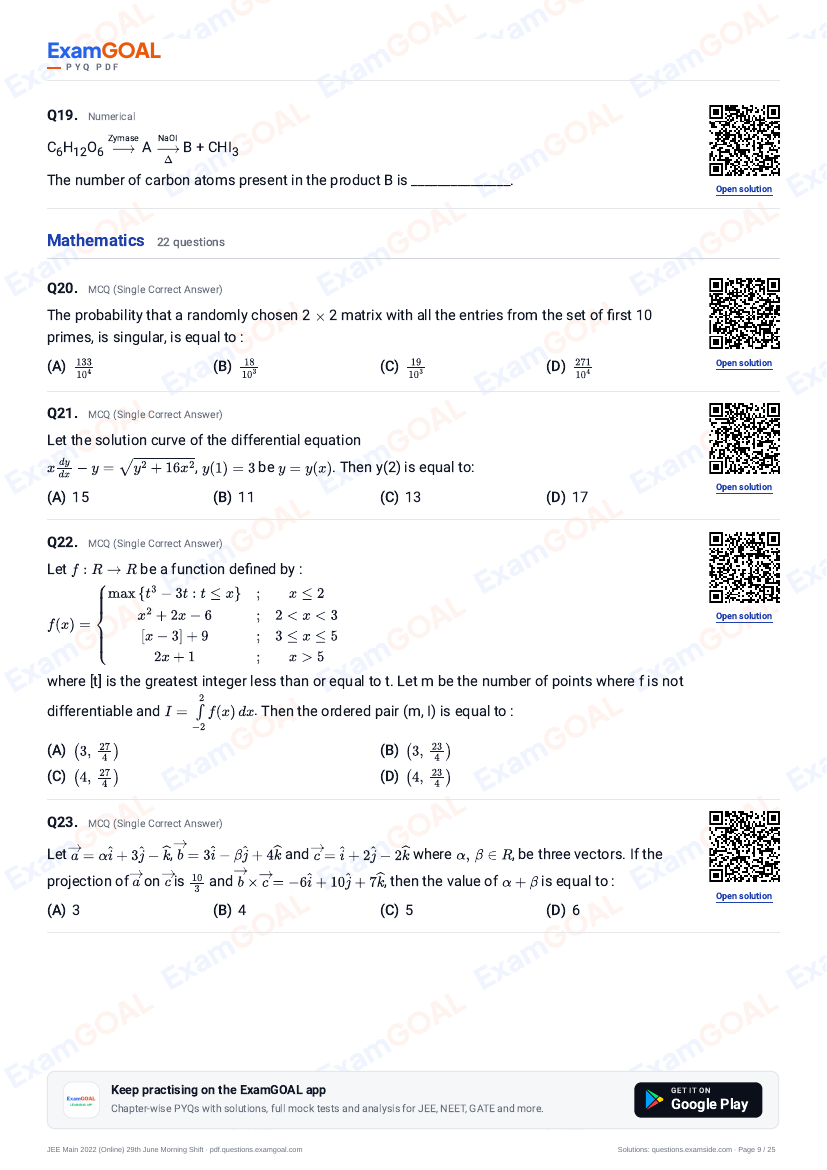 ExamGOAL
PYQ PDF
Q19. Numerical
C₆H₁₂O₆ —Zymase→ A —NaOI/Δ→ B + CHI₃
The number of carbon atoms present in the product B is _______________.
Open solution
Mathematics 22 questions
Q20. MCQ (Single Correct Answer)
The probability that a randomly chosen 2 × 2 matrix with all the entries from the set of first 10
primes, is singular, is equal to :
(A) 133/10⁴ (B) 18/10³ (C) 19/10³ (D) 271/10⁴
Open solution
Q21. MCQ (Single Correct Answer)
Let the solution curve of the differential equation
x dy/dx − y = √(y² + 16x²), y(1) = 3 be y = y(x). Then y(2) is equal to:
(A) 15 (B) 11 (C) 13 (D) 17
Open solution
Q22. MCQ (Single Correct Answer)
Let f : R → R be a function defined by :
f(x) = {
max {t³ − 3t : t ≤ x} ; x ≤ 2
x² + 2x − 6 ; 2 < x < 3
[x − 3] + 9 ; 3 ≤ x ≤ 5
2x + 1 ; x > 5
where [t] is the greatest integer less than or equal to t. Let m be the number of points where f is not
differentiable and I = ∫₋₂² f(x) dx. Then the ordered pair (m, I) is equal to :
(A) (3, 27/4) (B) (3, 23/4)
(C) (4, 27/4) (D) (4, 23/4)
Open solution
Q23. MCQ (Single Correct Answer)
Let a⃗ = αî + 3ĵ − k̂, b⃗ = 3î − βĵ + 4k̂ and c⃗ = î + 2ĵ − 2k̂ where α, β ∈ R, be three vectors. If the
projection of a⃗ on c⃗ is 10/3 and b⃗ × c⃗ = −6î + 10ĵ + 7k̂, then the value of α + β is equal to :
(A) 3 (B) 4 (C) 5 (D) 6
Open solution
Keep practising on the ExamGOAL app
Chapter-wise PYQs with solutions, full mock tests and analysis for JEE, NEET, GATE and more.
GET IT ON
Google Play
JEE Main 2022 (Online) 29th June Morning Shift · pdf.questions.examgoal.com
Solutions: questions.examside.com · Page 9 / 25